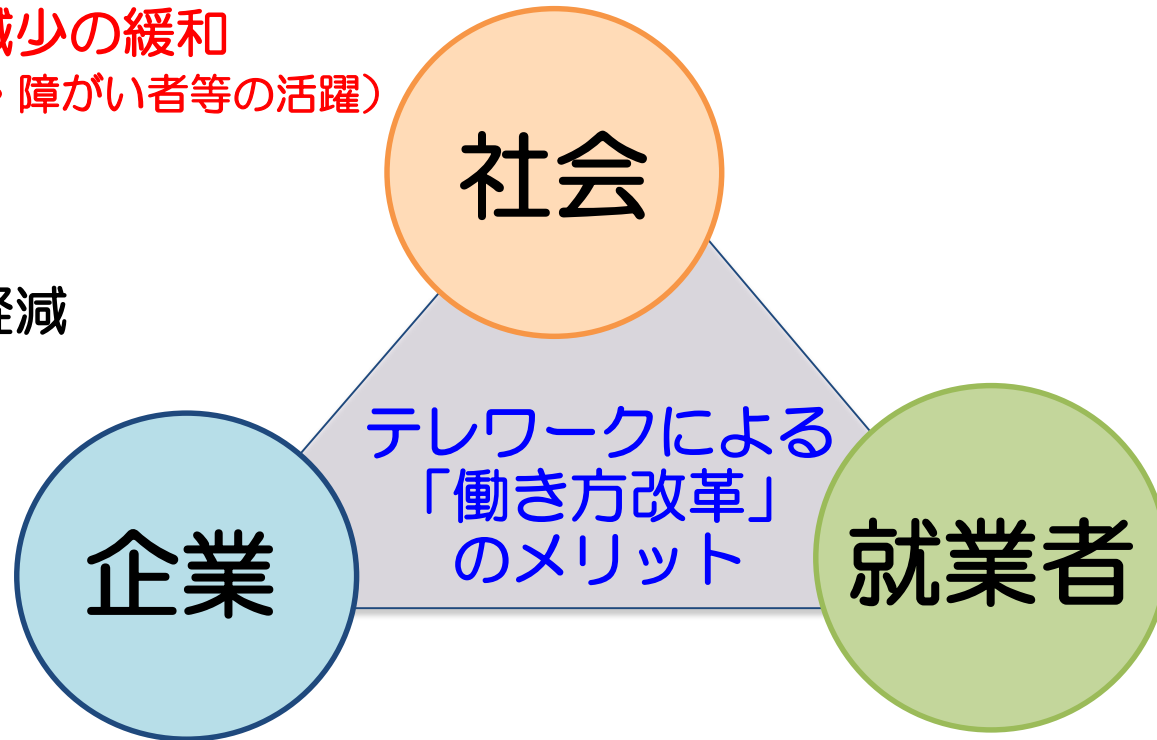 減少の緩和
・障がい者等の活躍）
社会
軽減
テレワークによる
「働き方改革」
のメリット
企業
就業者